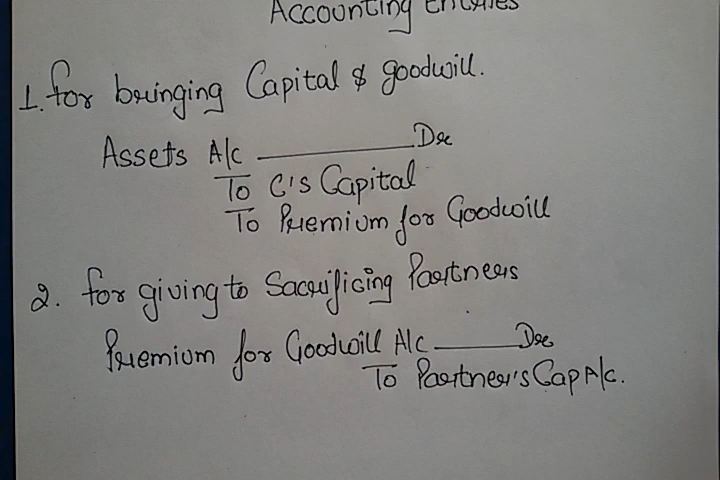 Accounting Entries
1. for bringing Capital & goodwill.
Assets A/c ———— Dr
To C's Capital
To Premium for Goodwill
2. for giving to Sacrificing Partners
Premium for Goodwill A/c ——— Dr.
To Partner's Cap A/c.